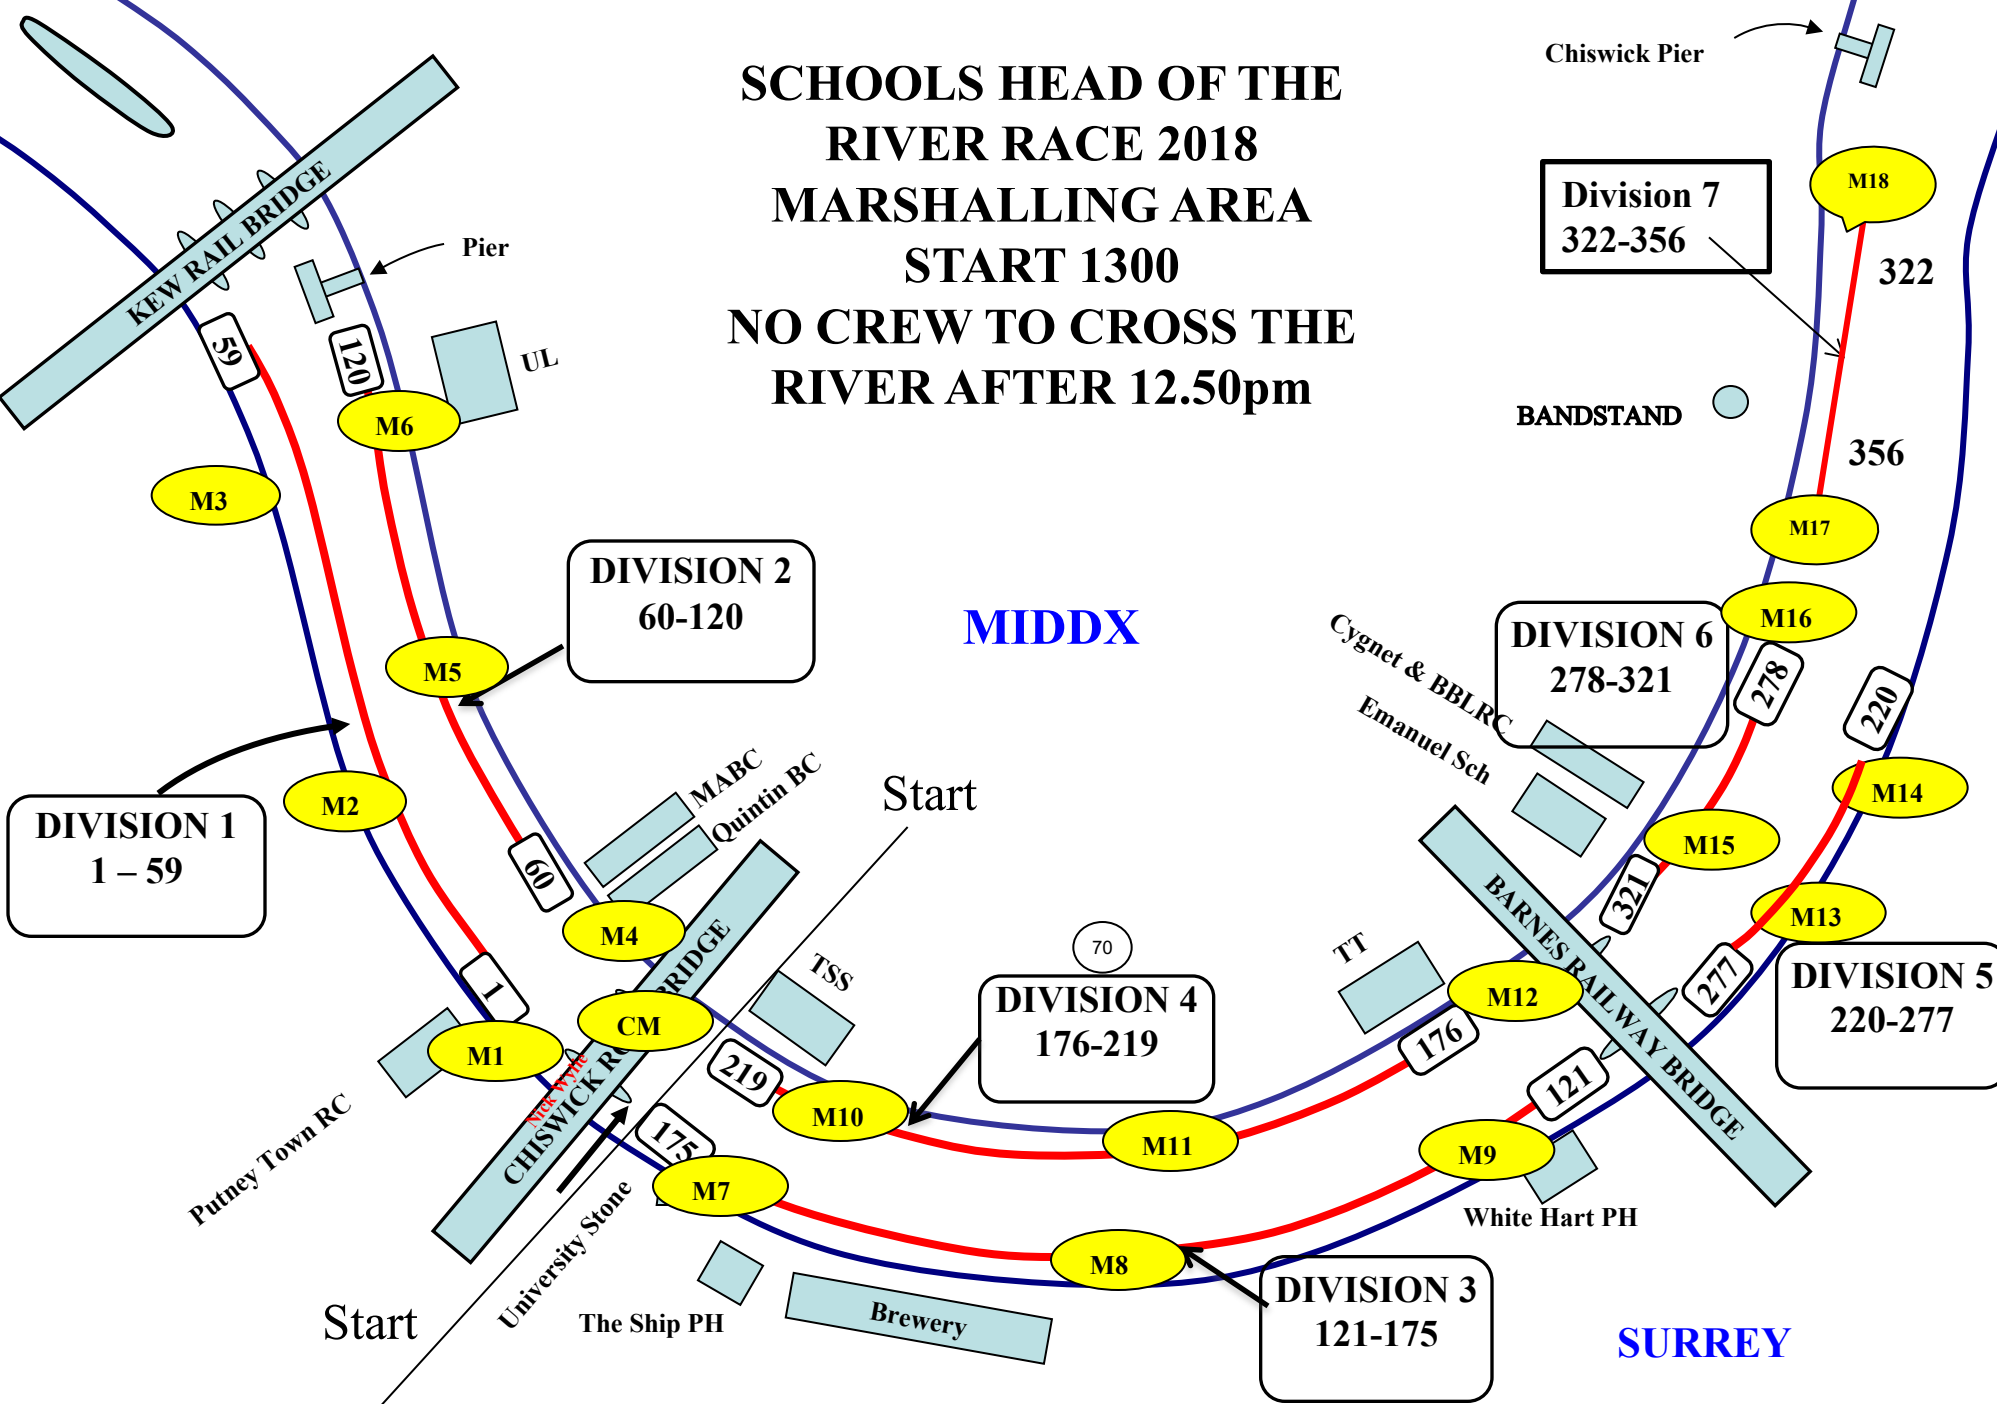 SCHOOLS HEAD OF THE
RIVER RACE 2018
MARSHALLING AREA
START 1300
NO CREW TO CROSS THE
RIVER AFTER 12.50pm
Chiswick Pier
M18
Division 7
322-356
322
BANDSTAND
356
M17
KEW RAIL BRIDGE
Pier
59
120
UL
M6
M3
DIVISION 2
60-120
M5
MIDDX
DIVISION 6
278-321
M16
278
220
Cygnet & BBLRC
Emanuel Sch
M15
M14
321
M13
DIVISION 5
220-277
277
DIVISION 1
1 – 59
M2
MABC
Quintin BC
Start
60
M4
1
M1
CM
Nick Wylie
CHISWICK RO BRIDGE
Putney Town RC
TSS
70
DIVISION 4
176-219
TT
M12
BARNES RAILWAY BRIDGE
176
219
M10
M11
121
M9
White Hart PH
175
M7
University Stone
M8
DIVISION 3
121-175
Start
The Ship PH
Brewery
SURREY